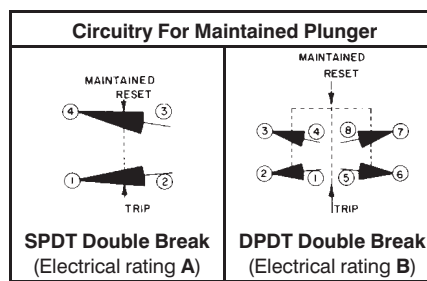 Circuitry For Maintained Plunger
MAINTAINED
RESET
4 3
1 2
TRIP
SPDT Double Break
(Electrical rating A)
MAINTAINED
RESET
3 4 8 7
2 1 5 6
TRIP
DPDT Double Break
(Electrical rating B)